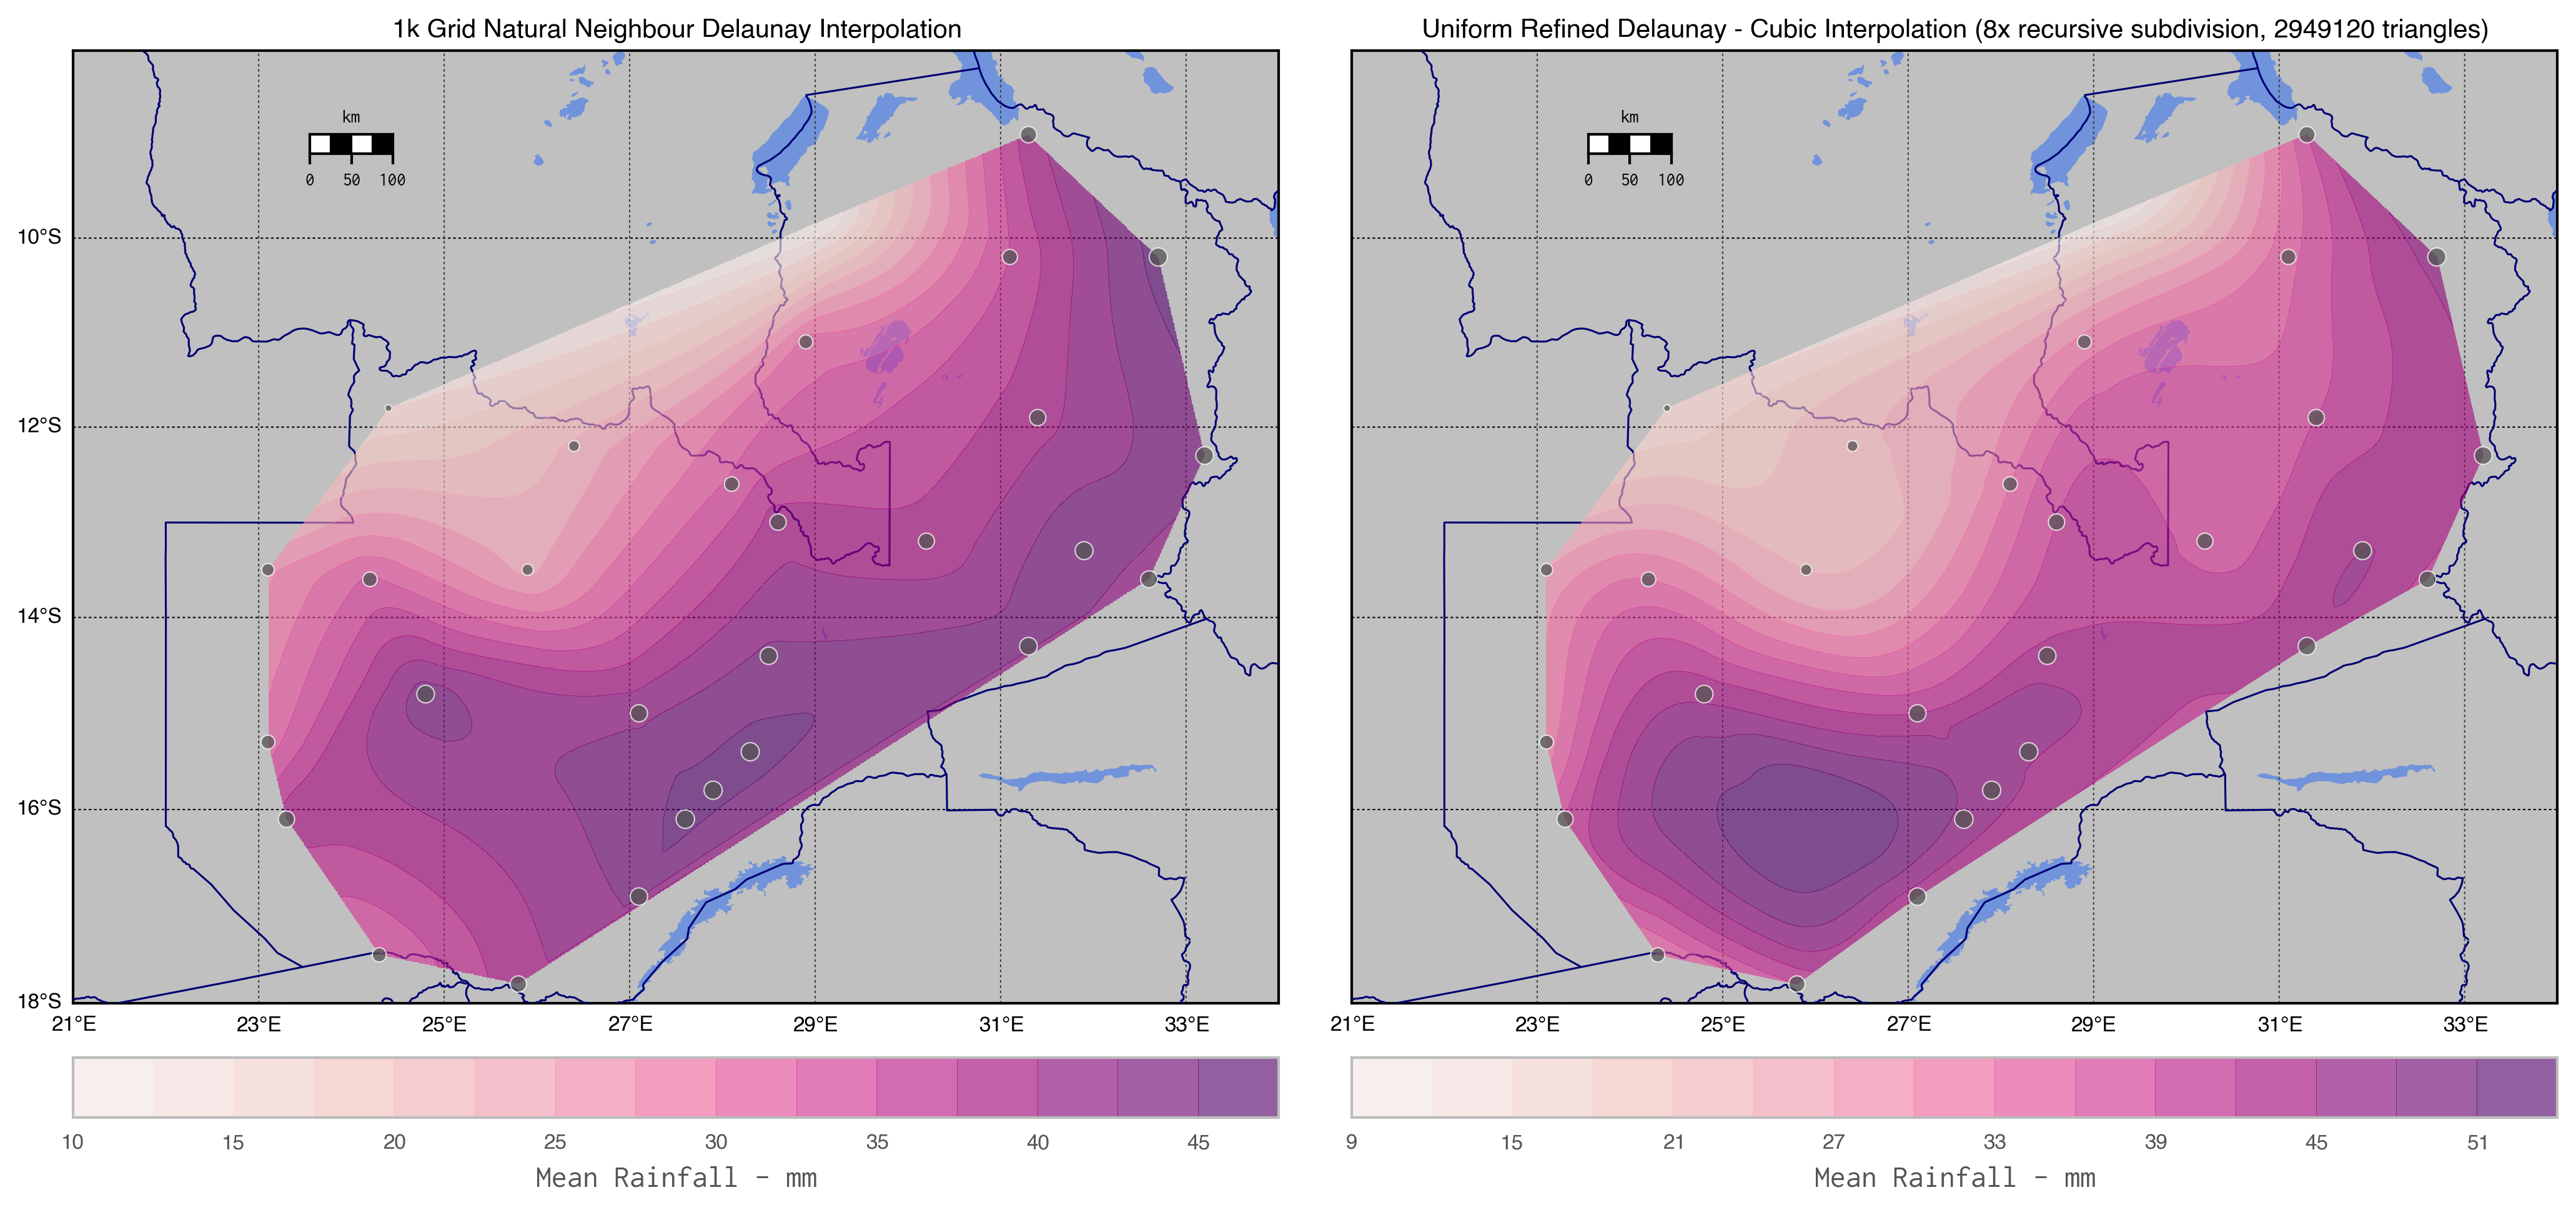 1k Grid Natural Neighbour Delaunay Interpolation
km
0 50 100
10°S
12°S
14°S
16°S
18°S
21°E 23°E 25°E 27°E 29°E 31°E 33°E
10 15 20 25 30 35 40 45
Mean Rainfall - mm
Uniform Refined Delaunay - Cubic Interpolation (8x recursive subdivision, 2949120 triangles)
km
0 50 100
21°E 23°E 25°E 27°E 29°E 31°E 33°E
9 15 21 27 33 39 45 51
Mean Rainfall - mm